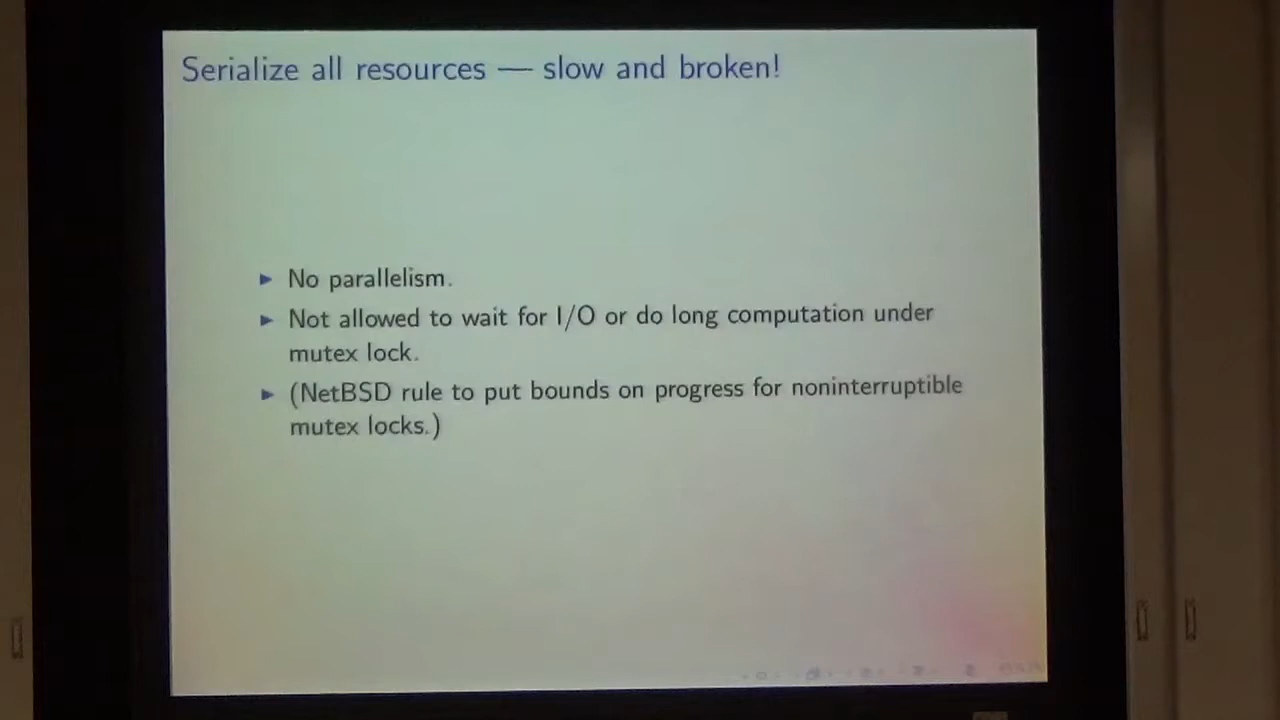 Serialize all resources — slow and broken!
► No parallelism.
► Not allowed to wait for I/O or do long computation under
mutex lock.
► (NetBSD rule to put bounds on progress for noninterruptible
mutex locks.)